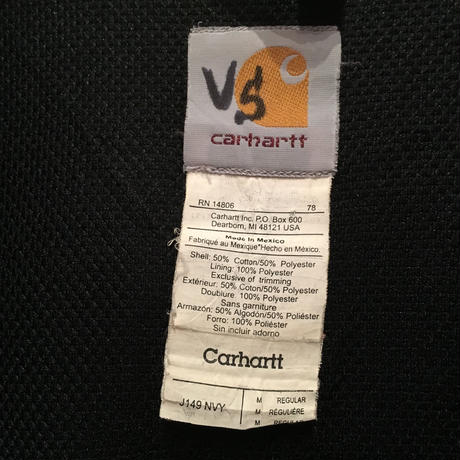 VS
carhartt
RN 14806 78
Carhartt Inc. P.O. Box 600
Dearborn, MI 48121 USA
Made In Mexico
Fabriqué au Mexique"Hecho en México.
Shell: 50% Cotton/50% Polyester
Lining: 100% Polyester
Exclusive of trimming
Extérieur: 50% Coton/50% Polyester
Doublure: 100% Polyester
Sans garniture
Armazón: 50% Algodón/50% Poliéster
Forro: 100% Poliéster
Sin incluir adorno
Carhartt
J149 NVY M REGULAR
M RÉGULIÈRE
M REGULAR